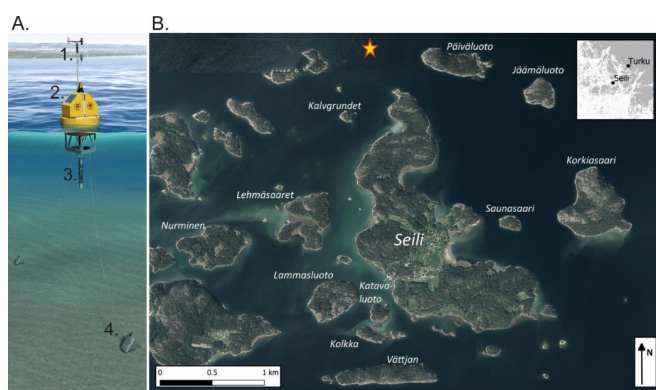 A.
B.
1.
2.
3.
4.
Päiväluoto
Jäämäluoto
Turku
Seili
Kalvgrundet
Korkiasaari
Lehmäsaaret
Saunasaari
Nurminen
Seili
Lammasluoto
Katava-
luoto
Kolkka
Vättjan
0
0.5
1 km
N